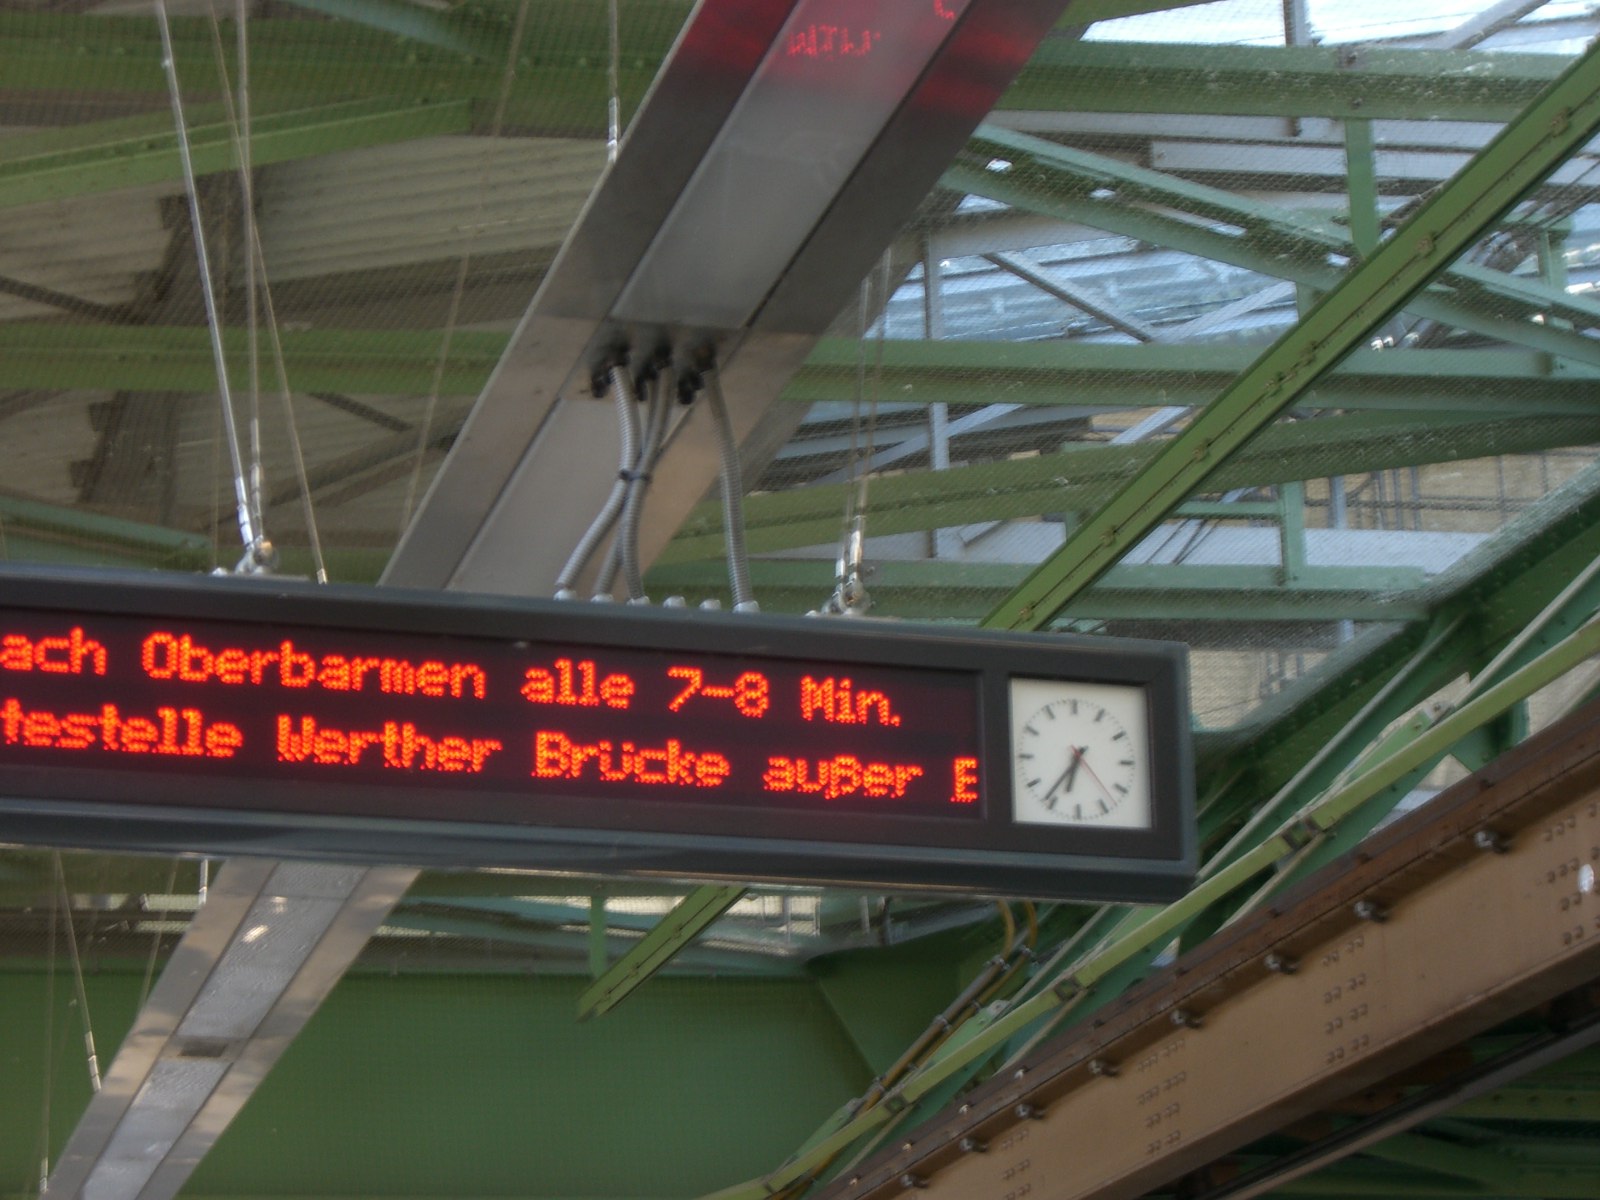 ach Oberbarmen alle 7-8 Min.
testelle Werther Brücke außer B